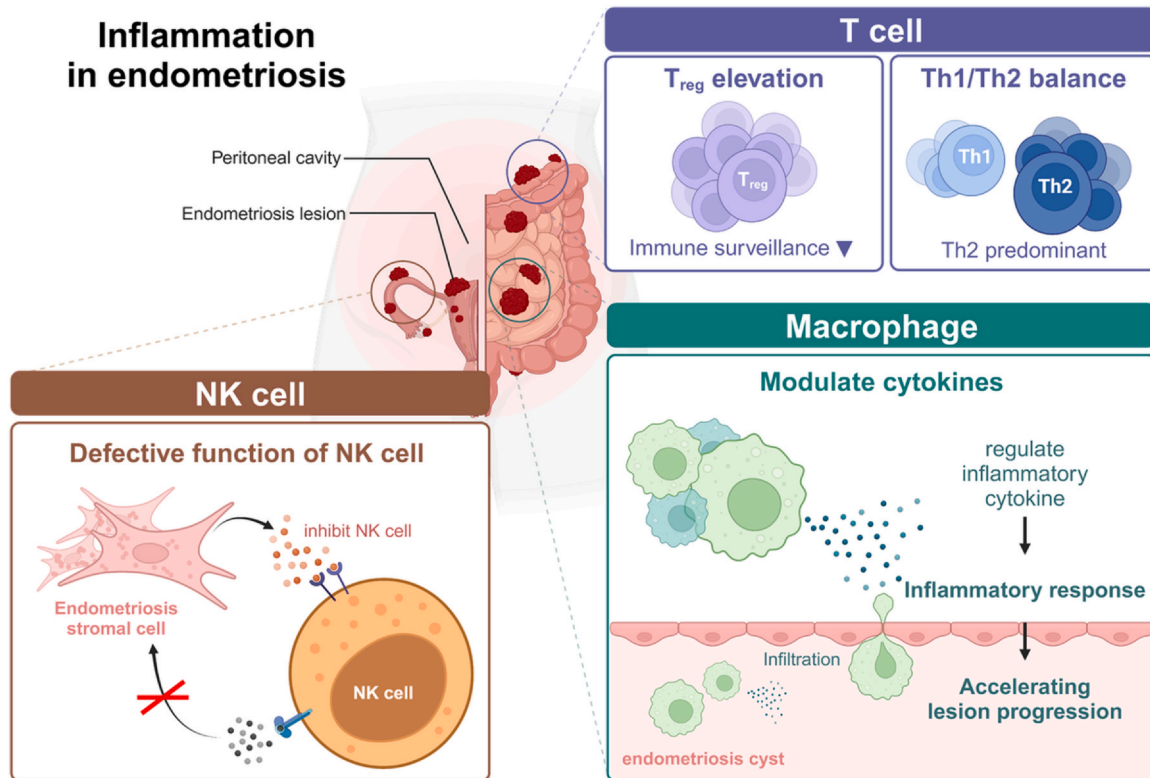 Inflammation
in endometriosis
Peritoneal cavity
Endometriosis lesion
T cell
Treg elevation
Treg
Immune surveillance ▼
Th1/Th2 balance
Th1
Th2
Th2 predominant
NK cell
Defective function of NK cell
inhibit NK cell
Endometriosis
stromal cell
NK cell
Macrophage
Modulate cytokines
regulate
inflammatory
cytokine
Inflammatory response
Infiltration
Accelerating
lesion progression
endometriosis cyst